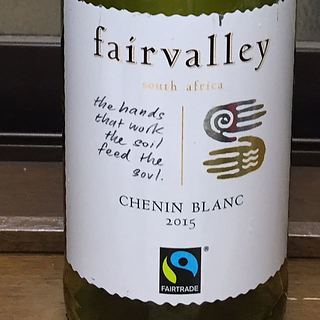 fairvalley
south africa
the hands
that work
the soil
feed the
soul.
CHENIN BLANC
2015
®
FAIRTRADE